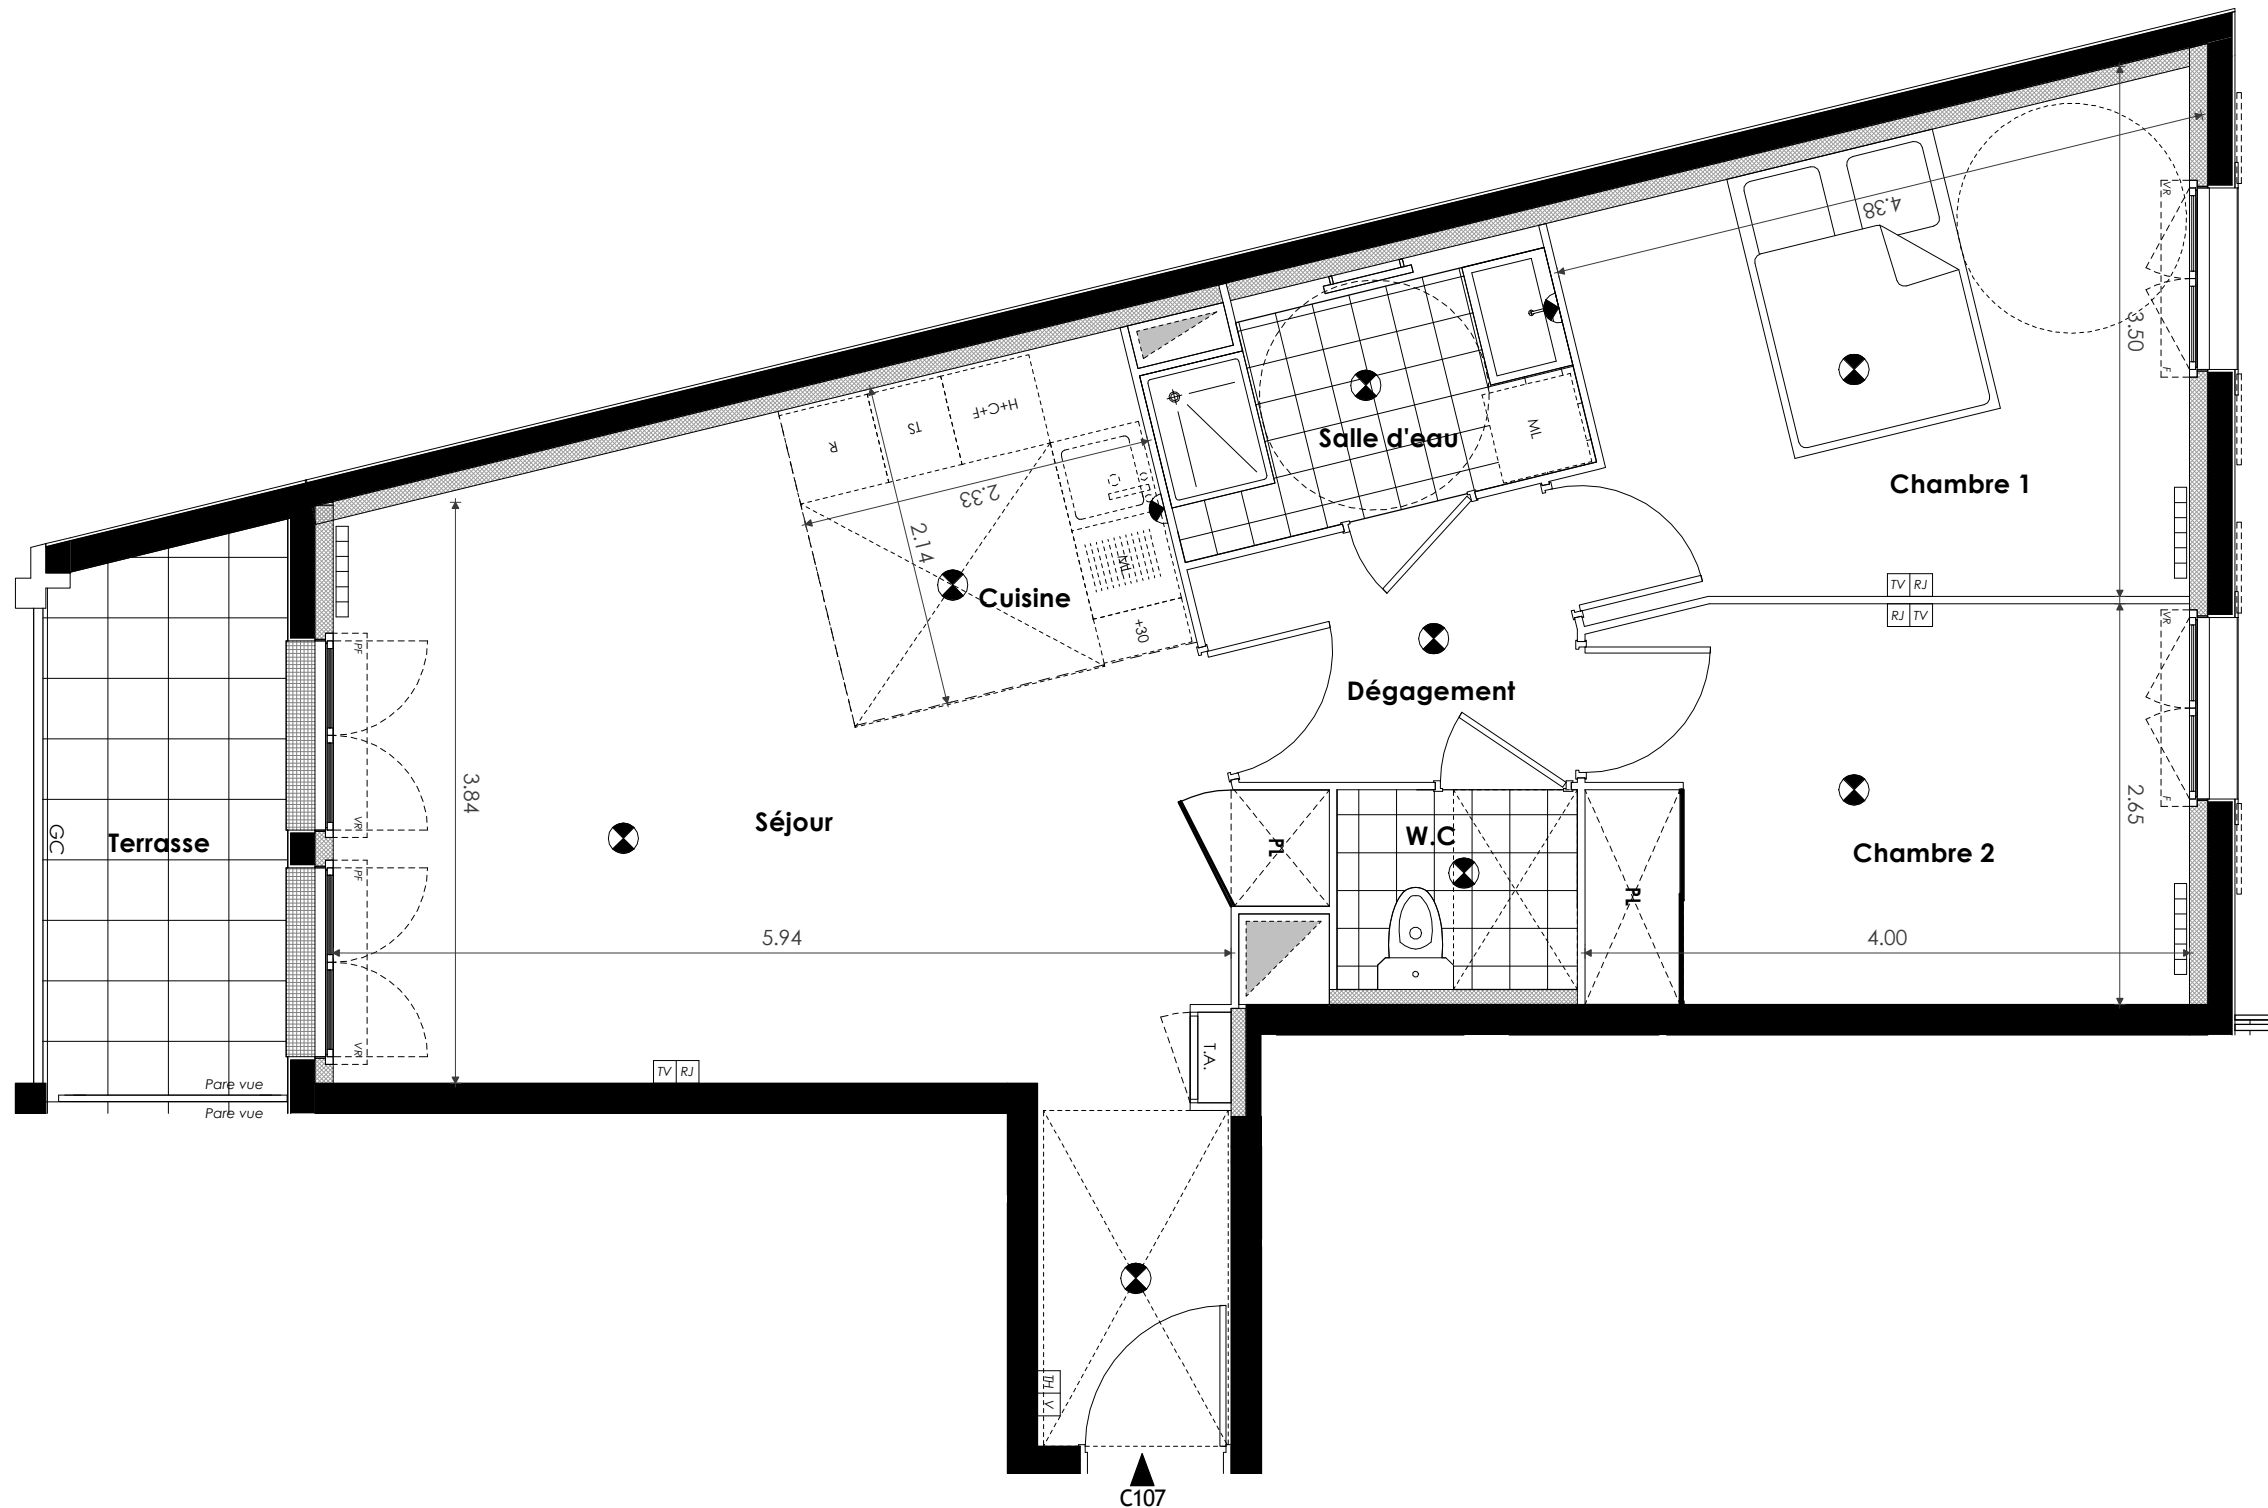 4.38
VR
3.50
F
H+C+F
TS
R
2.33
2.14
LV
+30
Cuisine
Salle d'eau
ML
Chambre 1
TV RJ
RJ TV
VR
F
2.65
Chambre 2
4.00
Dégagement
W.C
PL
PL
PF
VR
PF
VR
3.84
Séjour
5.94
GC
Terrasse
Pare vue
Pare vue
TV RJ
T.A.
TH V
C107